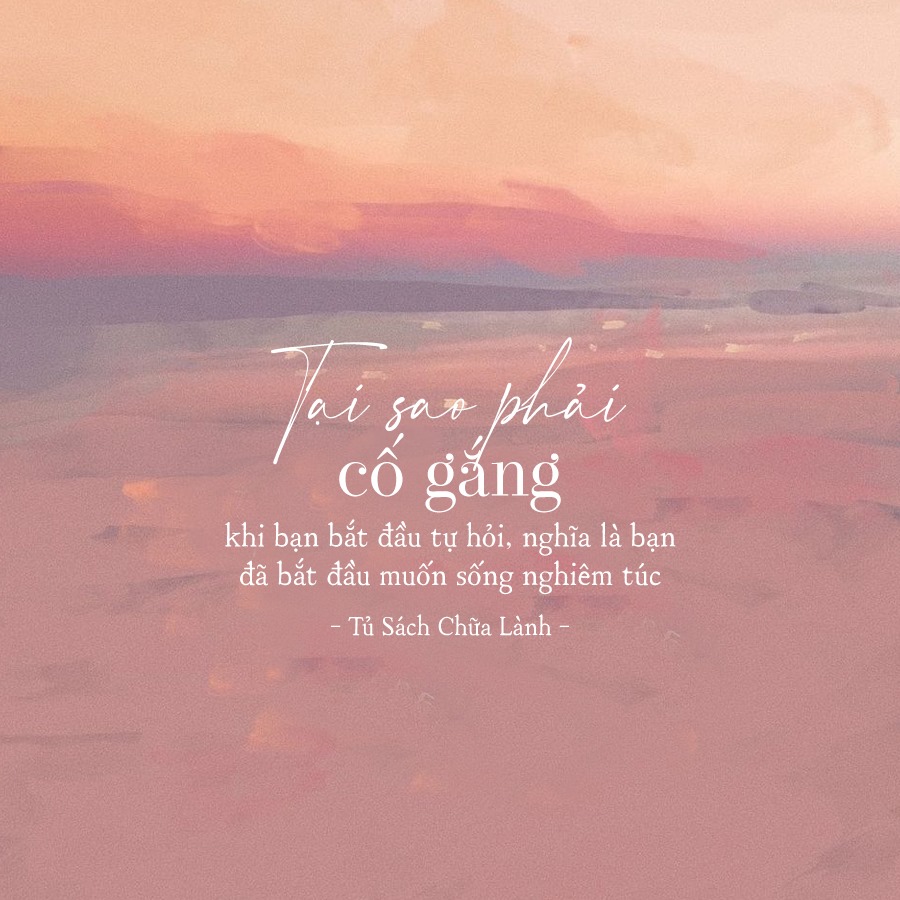 Tại sao phải
cố gắng
khi bạn bắt đầu tự hỏi, nghĩa là bạn
đã bắt đầu muốn sống nghiêm túc
- Tủ Sách Chữa Lành -